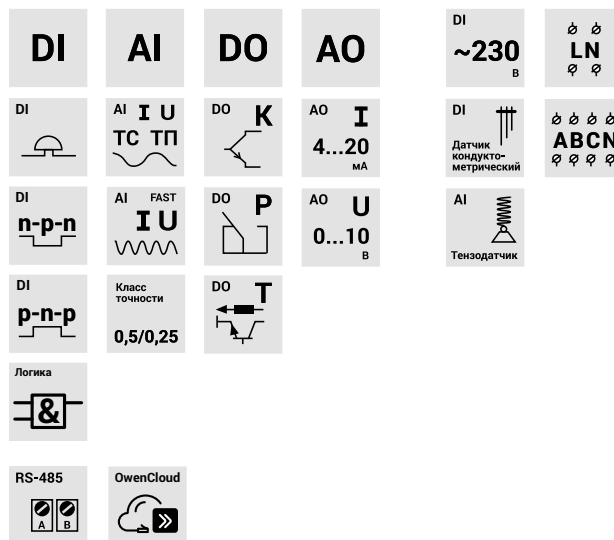 DI
AI
DO
AO
DI
~230
В
LN
DI
AI I U
ТС ТП
DO K
AO I
4...20
мА
DI
Датчик
кондукто-
метрический
ABCN
DI
n-p-n
AI FAST
I U
DO P
AO U
0...10
В
AI
Тензодатчик
DI
p-n-p
Класс
точности
0,5/0,25
DO T
Логика
&
RS-485
A B
OwenCloud